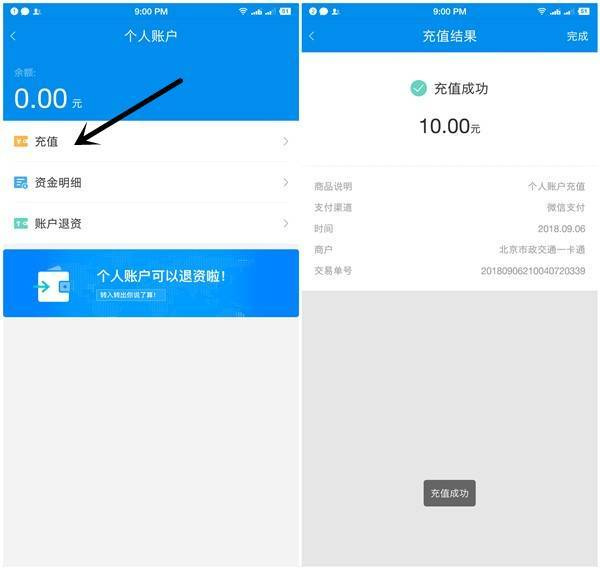 9:00 PM
51
个人账户
余额:
0.00 元
充值
资金明细
账户退资
个人账户可以退资啦！
转入转出你说了算！
9:00 PM
51
充值结果
完成
充值成功
10.00元
商品说明 个人账户充值
支付渠道 微信支付
时间 2018.09.06
商户 北京市政交通一卡通
交易单号 20180906210040720339
充值成功